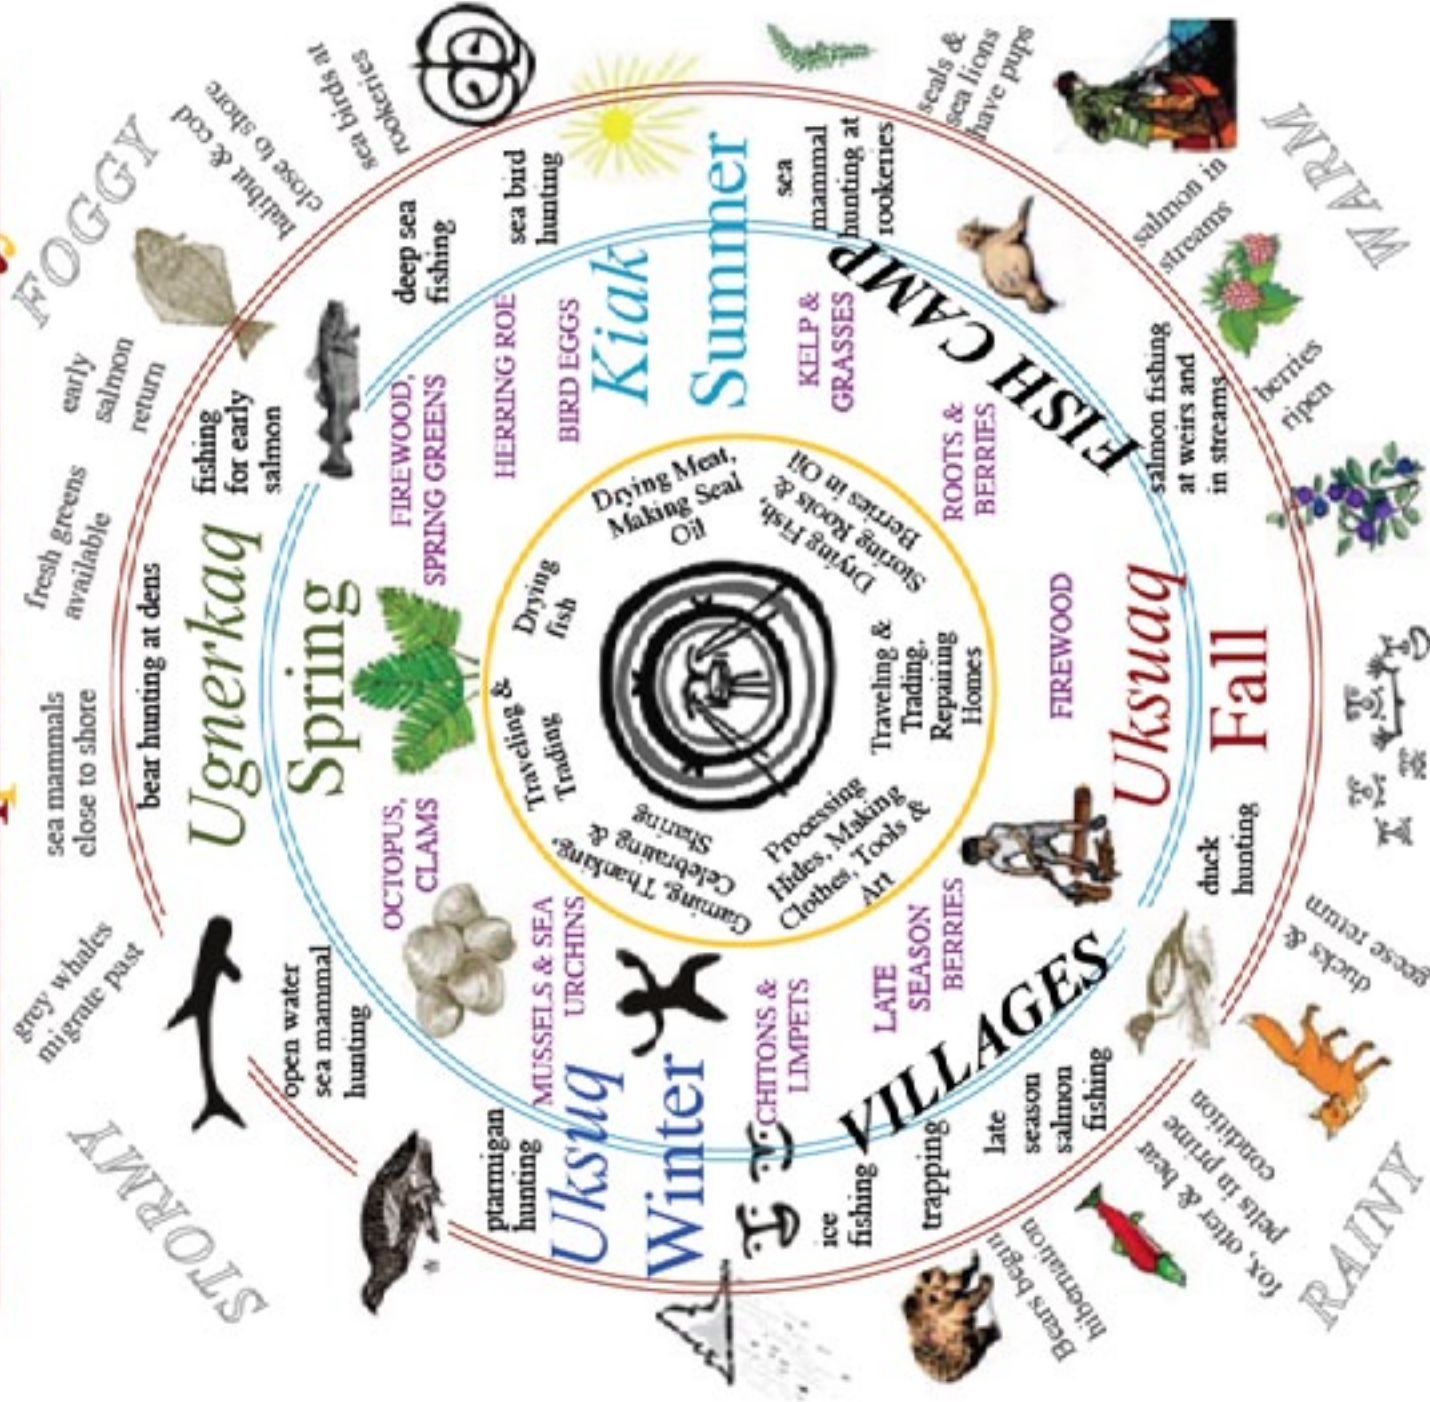 STORMY
FOGGY
WARM
RAINY
grey whales
migrate past
sea mammals
close to shore
fresh greens
available
early
salmon
return
halibut & cod
close to shore
sea birds at
rookeries
seals &
sea lions
have pups
salmon in
streams
berries
ripen
ducks &
geese return
fox, otter & bear
pelts in prime
condition
Bears begin
hibernation
bear hunting at dens
fishing
for early
salmon
deep sea
fishing
sea bird
hunting
sea
mammal
hunting at
rookeries
salmon fishing
at weirs and
in streams
duck
hunting
late
season
salmon
fishing
trapping
ice
fishing
ptarmigan
hunting
open water
sea mammal
hunting
Ugnerkaq
Spring
Kiak
Summer
Uksuaq
Fall
Uksuq
Winter
FISH CAMP
VILLAGES
OCTOPUS,
CLAMS
FIREWOOD,
SPRING GREENS
HERRING ROE
BIRD EGGS
KELP &
GRASSES
ROOTS &
BERRIES
FIREWOOD
LATE
SEASON
BERRIES
CHITONS &
LIMPETS
MUSSELS & SEA
URCHINS
Traveling &
Trading
Drying
fish
Drying Meat,
Making Seal
Oil
Drying Fish,
Storing Roots &
Berries in Oil
Traveling &
Trading,
Repairing
Homes
Processing
Hides, Making
Clothes, Tools &
Art
Gaming, Thanking,
Celebrating &
Sharing